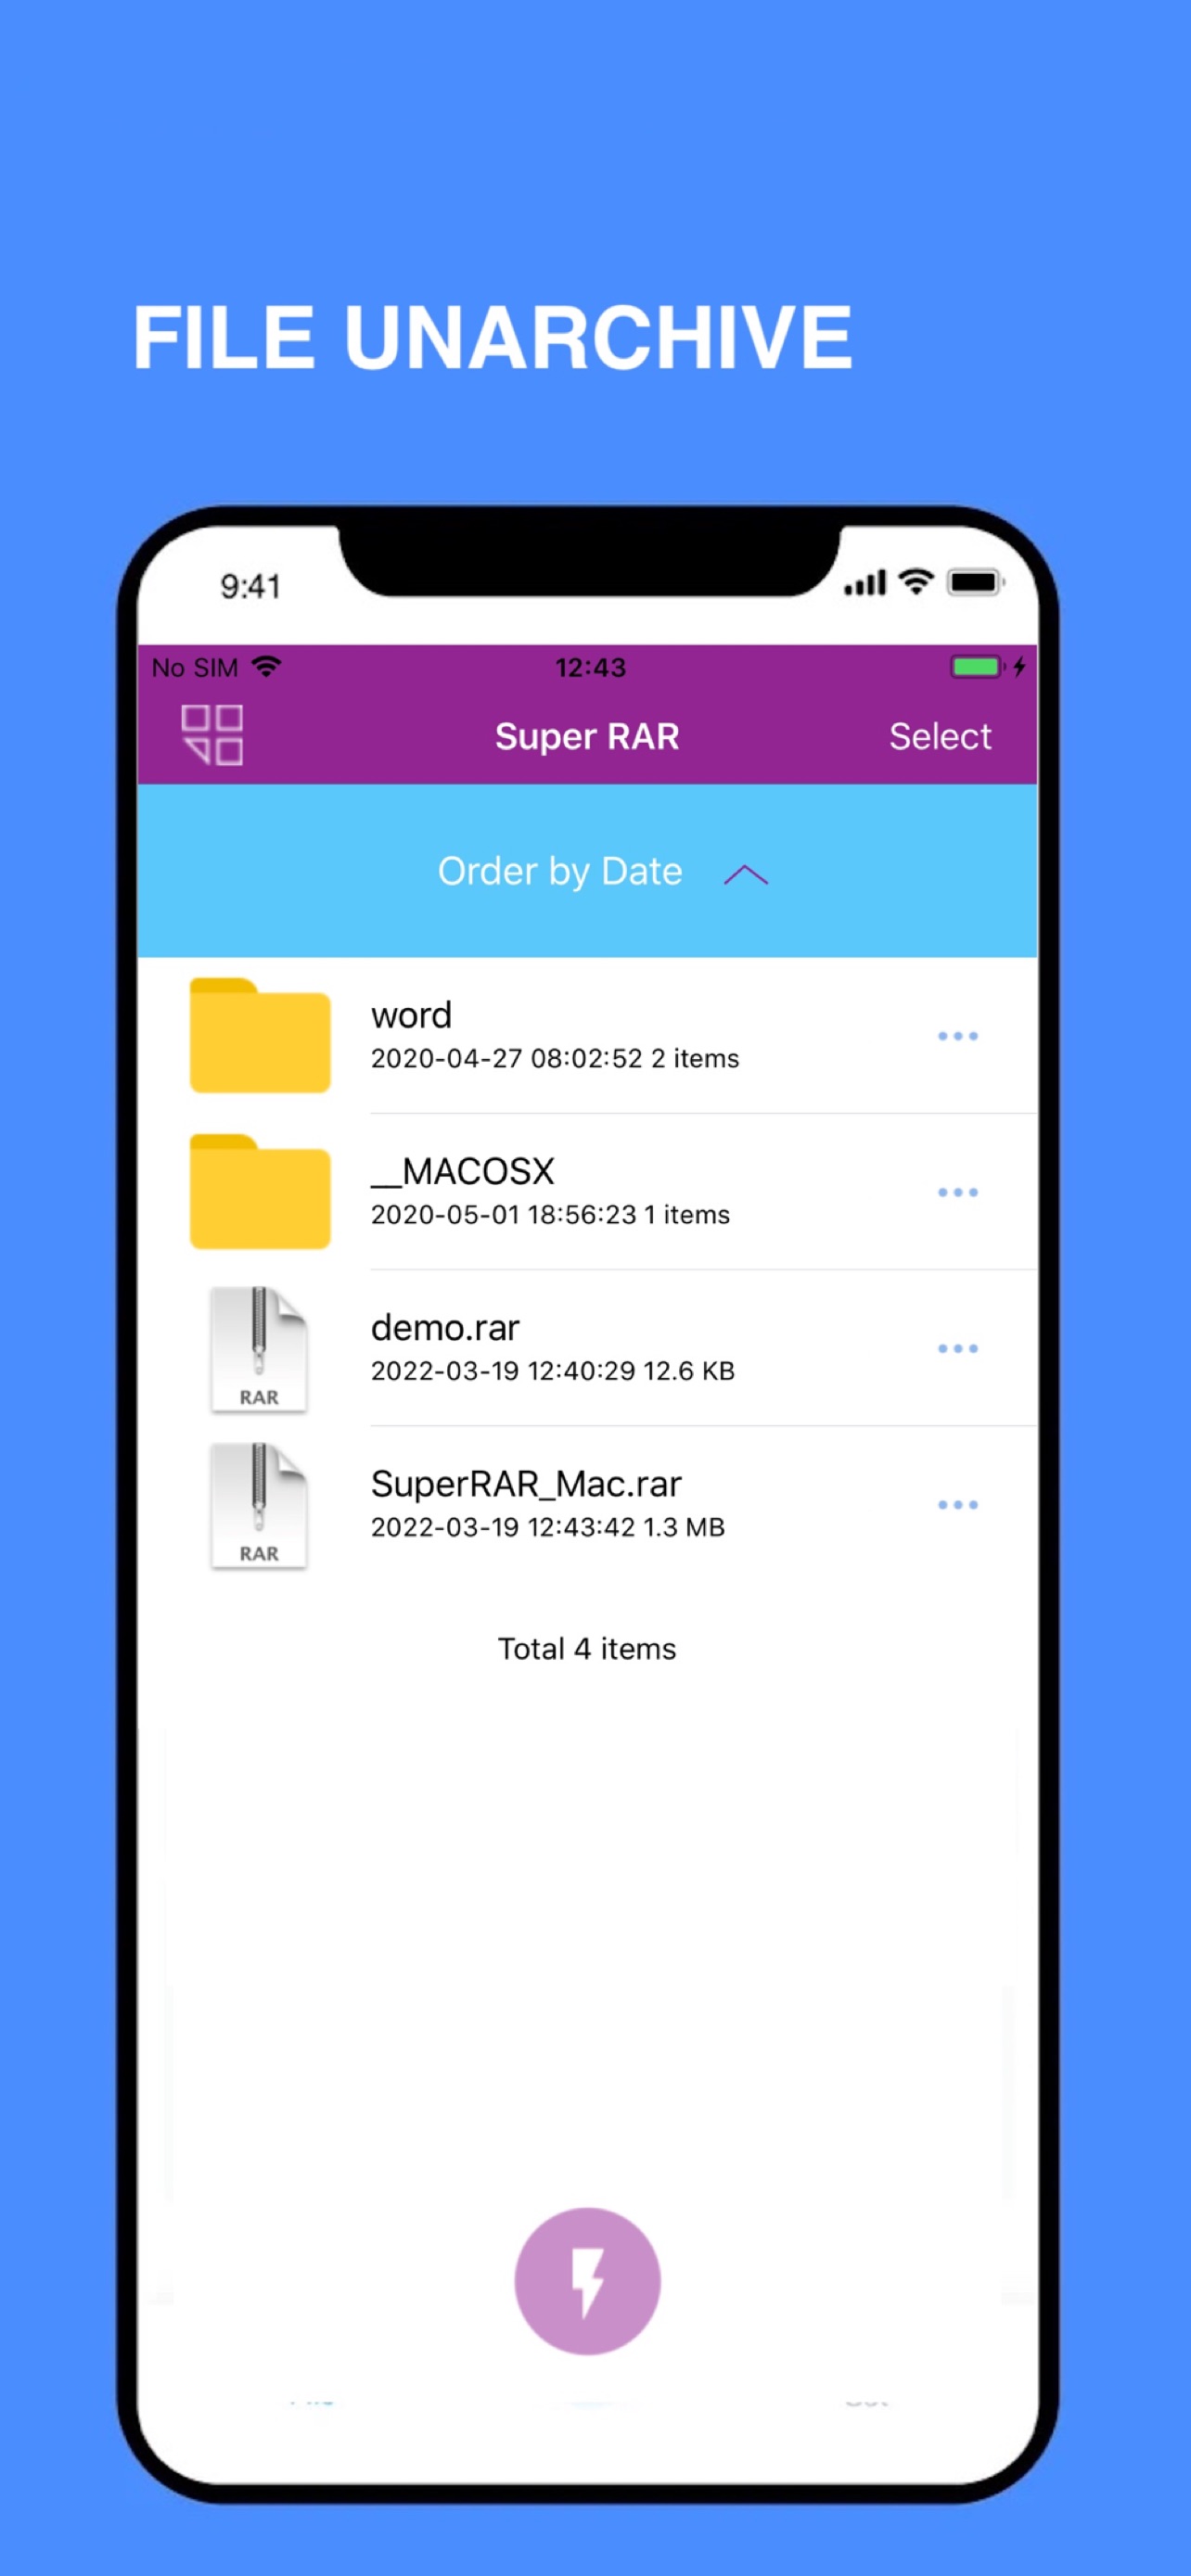 FILE UNARCHIVE
9:41
No SIM 12:43
Super RAR Select
Order by Date
word
2020-04-27 08:02:52 2 items
__MACOSX
2020-05-01 18:56:23 1 items
RAR
demo.rar
2022-03-19 12:40:29 12.6 KB
RAR
SuperRAR_Mac.rar
2022-03-19 12:43:42 1.3 MB
Total 4 items